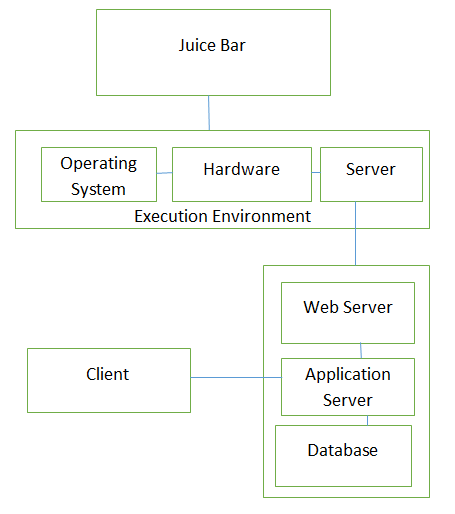 Juice Bar
Operating
System
Hardware
Server
Execution Environment
Web Server
Client
Application
Server
Database